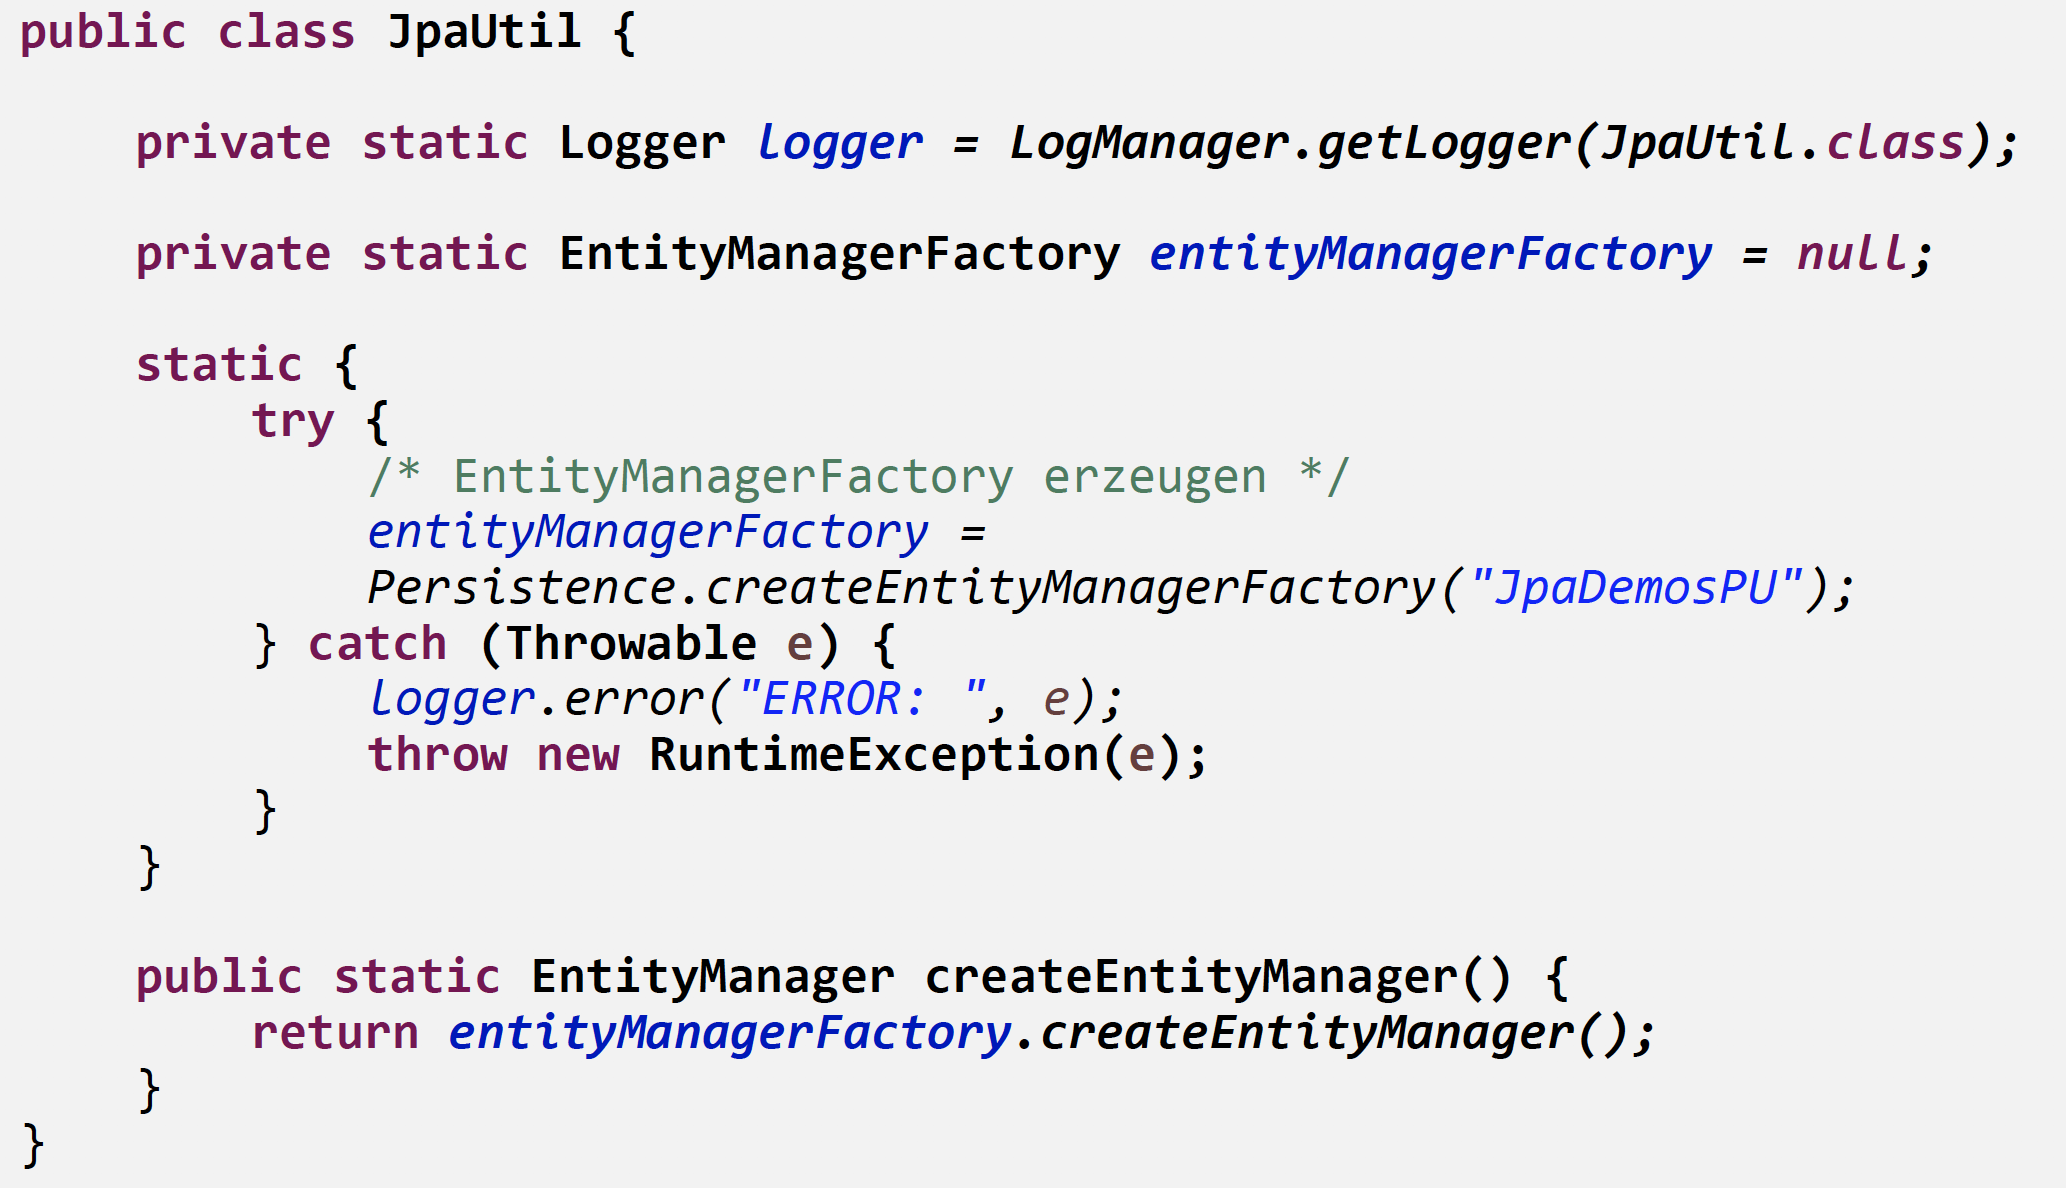 public class JpaUtil {
private static Logger logger = LogManager.getLogger(JpaUtil.class);
private static EntityManagerFactory entityManagerFactory = null;
static {
try {
/* EntityManagerFactory erzeugen */
entityManagerFactory =
Persistence.createEntityManagerFactory("JpaDemosPU");
} catch (Throwable e) {
logger.error("ERROR: ", e);
throw new RuntimeException(e);
}
}
public static EntityManager createEntityManager() {
return entityManagerFactory.createEntityManager();
}
}